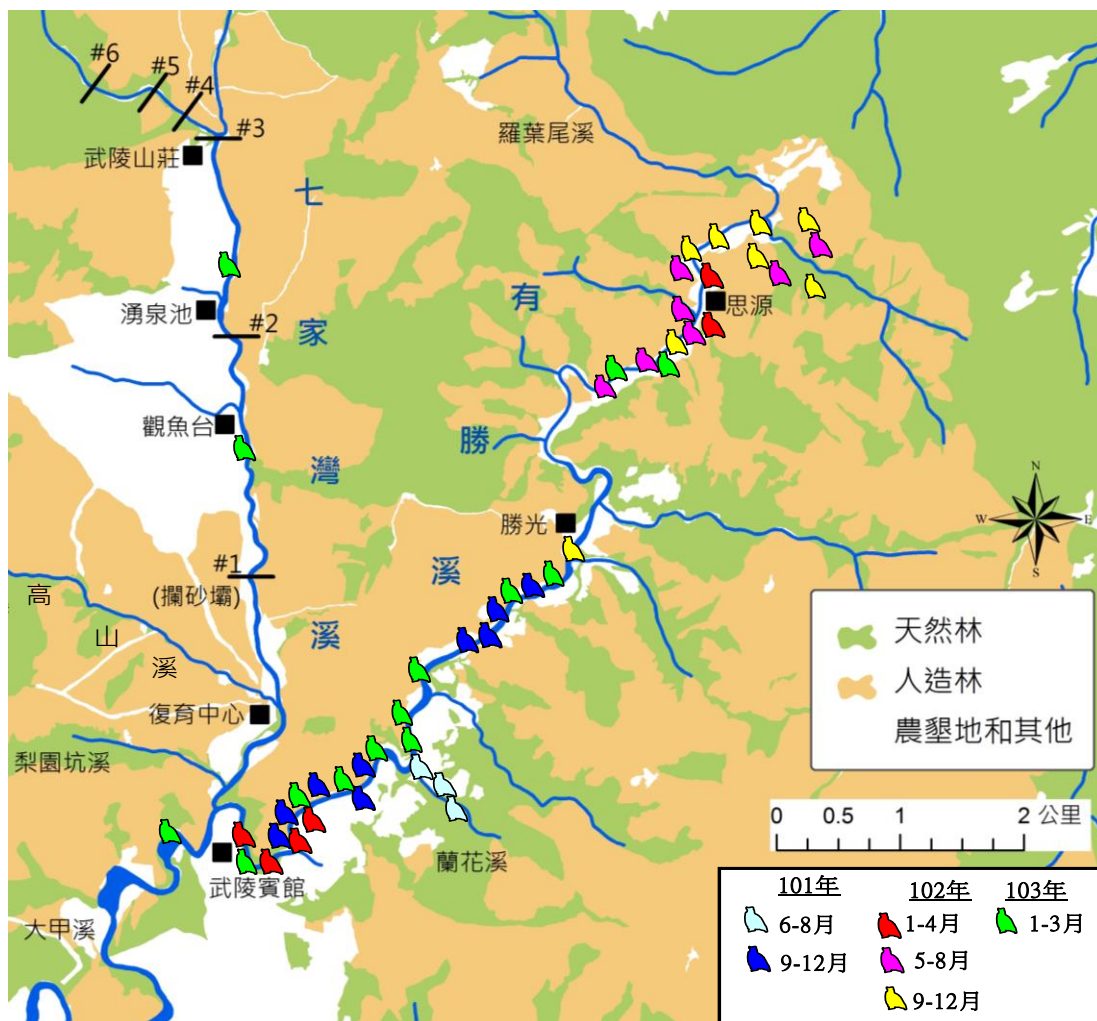 #6
#5
#4
#3
武陵山莊
羅葉尾溪
七
家
灣
溪
湧泉池
#2
有
勝
溪
思源
觀魚台
勝光
#1
(攔砂壩)
高
山
溪
復育中心
梨園坑溪
武陵賓館
蘭花溪
大甲溪
N
W
E
S
天然林
人造林
農墾地和其他
0 0.5 1 2 公里
101年 102年 103年
6-8月 1-4月 1-3月
9-12月 5-8月
9-12月